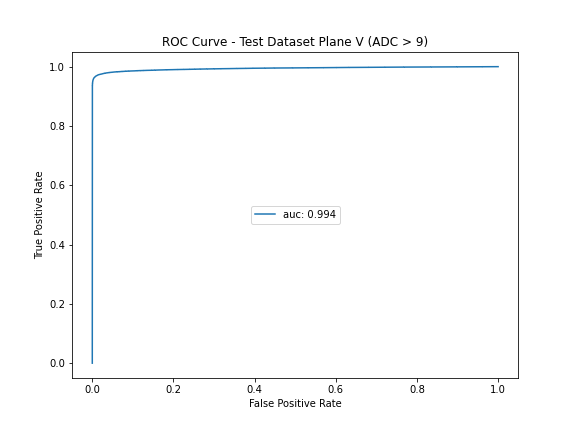 ROC Curve - Test Dataset Plane V (ADC > 9)
1.0
0.8
0.6
0.4
0.2
0.0
True Positive Rate
auc: 0.994
0.0 0.2 0.4 0.6 0.8 1.0
False Positive Rate